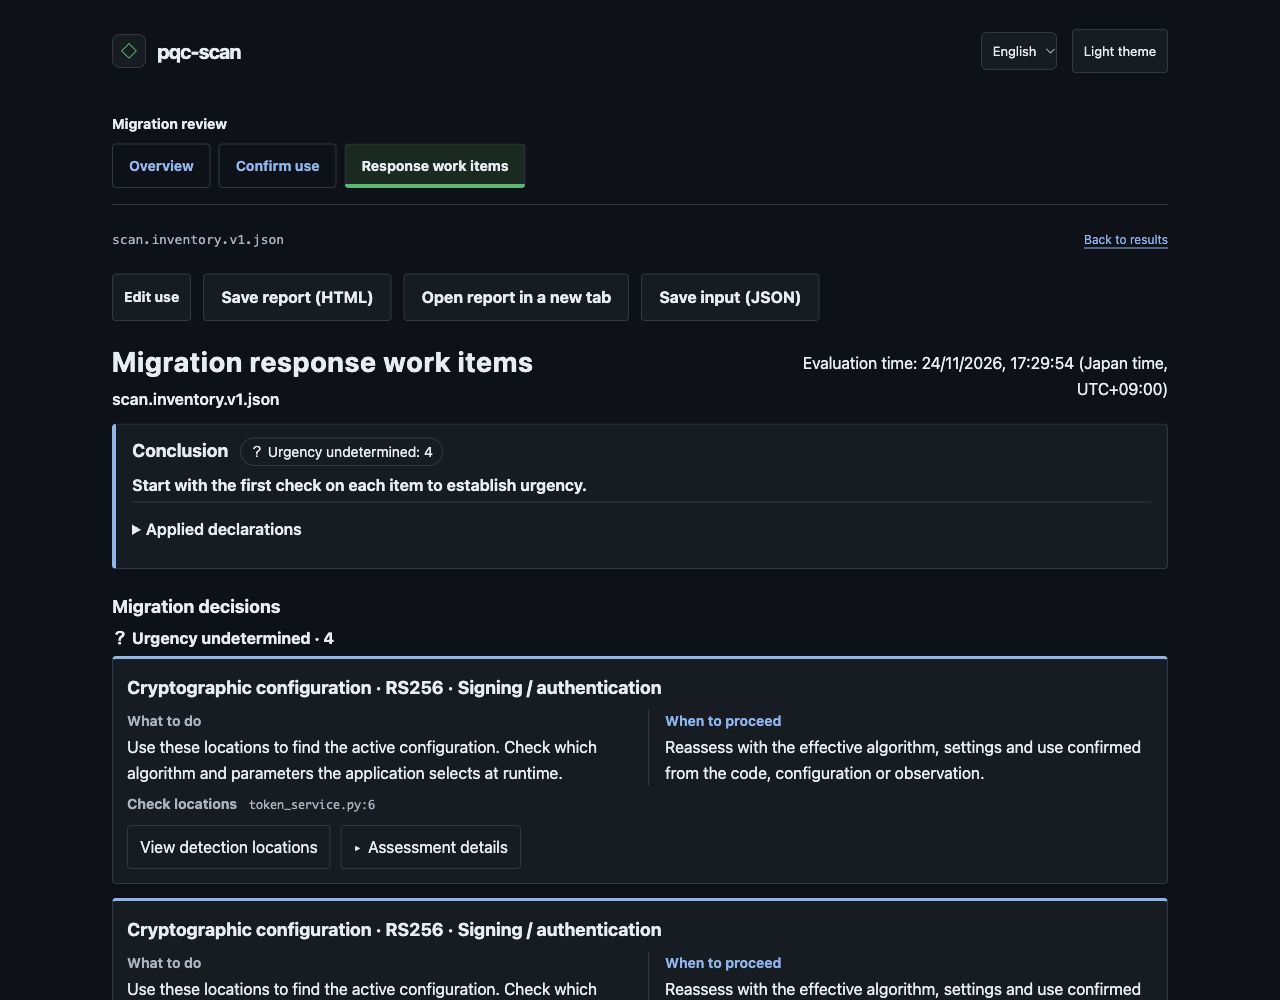 pqc-scan
English
Light theme
Migration review
Overview
Confirm use
Response work items
scan.inventory.v1.json
Back to results
Edit use
Save report (HTML)
Open report in a new tab
Save input (JSON)
Migration response work items
Evaluation time: 24/11/2026, 17:29:54 (Japan time,
UTC+09:00)
scan.inventory.v1.json
Conclusion
? Urgency undetermined: 4
Start with the first check on each item to establish urgency.
▶ Applied declarations
Migration decisions
? Urgency undetermined · 4
Cryptographic configuration · RS256 · Signing / authentication
What to do
Use these locations to find the active configuration. Check which
algorithm and parameters the application selects at runtime.
When to proceed
Reassess with the effective algorithm, settings and use confirmed
from the code, configuration or observation.
Check locations token_service.py:6
View detection locations
▸ Assessment details
Cryptographic configuration · RS256 · Signing / authentication
What to do
Use these locations to find the active configuration. Check which
When to proceed
Reassess with the effective algorithm, settings and use confirmed